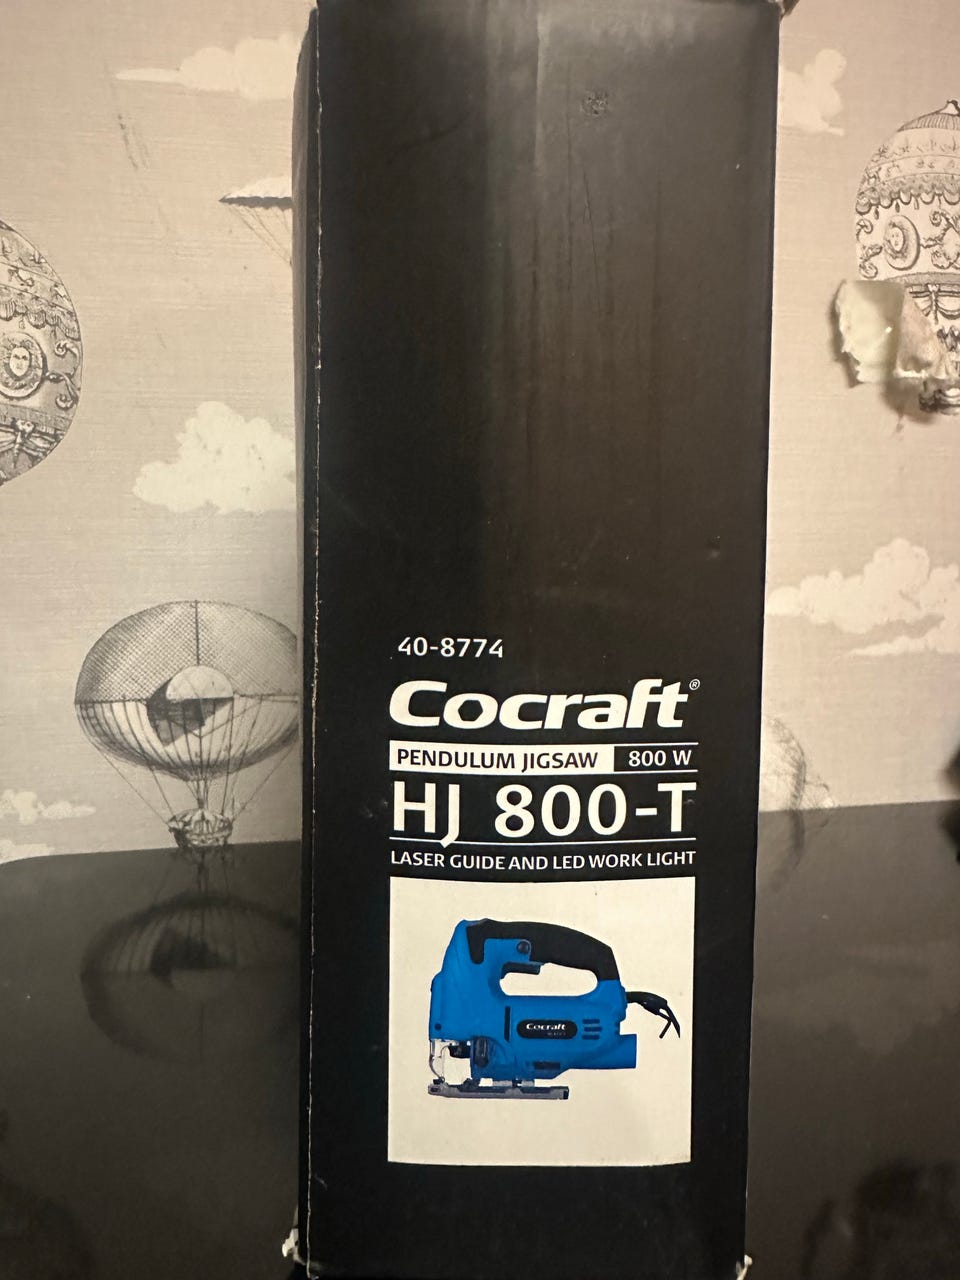 40-8774
Cocraft®
PENDULUM JIGSAW 800 W
HJ 800-T
LASER GUIDE AND LED WORK LIGHT
Cocraft